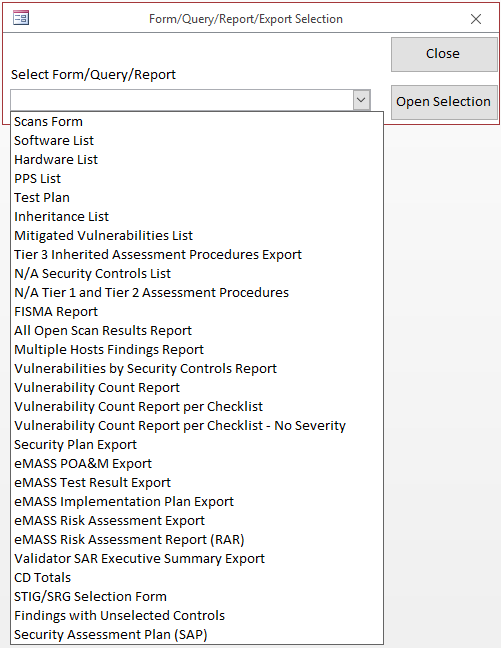 Form/Query/Report/Export Selection
Close
Select Form/Query/Report
Open Selection
Scans Form
Software List
Hardware List
PPS List
Test Plan
Inheritance List
Mitigated Vulnerabilities List
Tier 3 Inherited Assessment Procedures Export
N/A Security Controls List
N/A Tier 1 and Tier 2 Assessment Procedures
FISMA Report
All Open Scan Results Report
Multiple Hosts Findings Report
Vulnerabilities by Security Controls Report
Vulnerability Count Report
Vulnerability Count Report per Checklist
Vulnerability Count Report per Checklist - No Severity
Security Plan Export
eMASS POA&M Export
eMASS Test Result Export
eMASS Implementation Plan Export
eMASS Risk Assessment Export
eMASS Risk Assessment Report (RAR)
Validator SAR Executive Summary Export
CD Totals
STIG/SRG Selection Form
Findings with Unselected Controls
Security Assessment Plan (SAP)